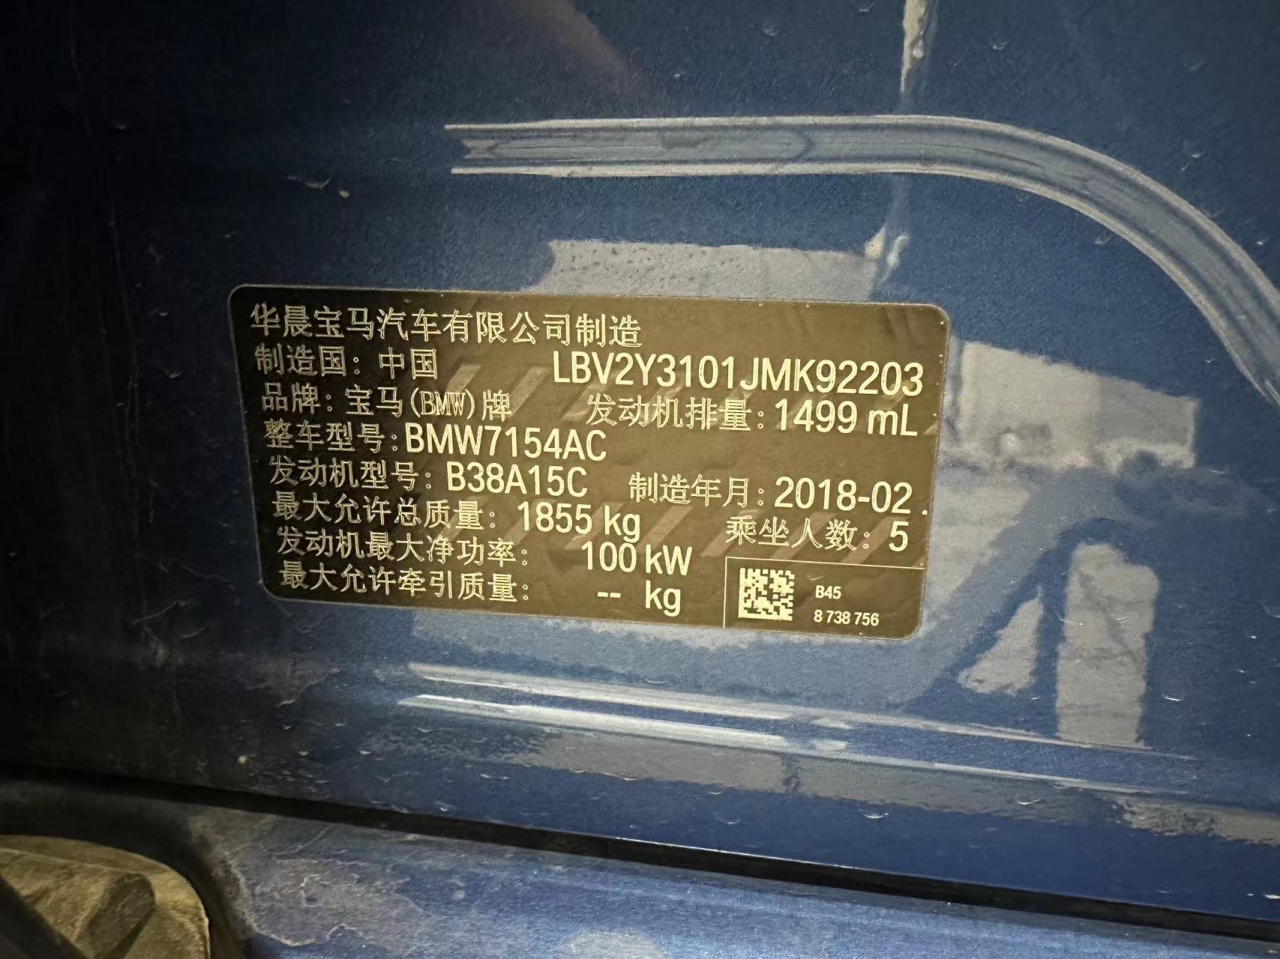 华晨宝马汽车有限公司制造
制造国: 中国 LBV2Y3101JMK92203
品牌: 宝马(BMW)牌 发动机排量: 1499 mL
整车型号: BMW7154AC
发动机型号: B38A15C 制造年月: 2018-02
最大允许总质量: 1855 kg 乘坐人数: 5
发动机最大净功率: 100 kW
最大允许牵引质量: -- kg
B45
8 738 756